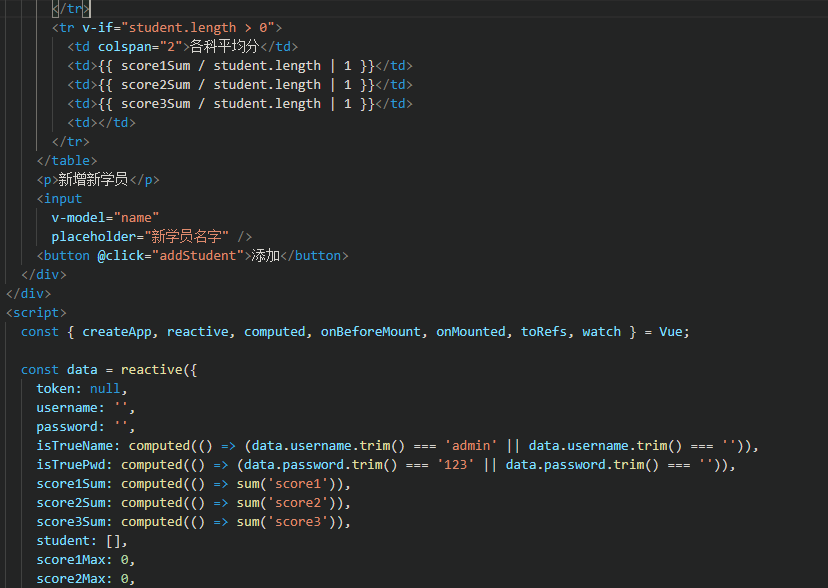 </tr>
<tr v-if="student.length > 0">
<td colspan="2">各科平均分</td>
<td>{{ score1Sum / student.length | 1 }}</td>
<td>{{ score2Sum / student.length | 1 }}</td>
<td>{{ score3Sum / student.length | 1 }}</td>
<td></td>
</tr>
</table>
<p>新增新学员</p>
<input
v-model="name"
placeholder="新学员名字" />
<button @click="addStudent">添加</button>
</div>
</div>
<script>
const { createApp, reactive, computed, onBeforeMount, onMounted, toRefs, watch } = Vue;
const data = reactive({
token: null,
username: '',
password: '',
isTrueName: computed(() => (data.username.trim() === 'admin' || data.username.trim() === '')),
isTruePwd: computed(() => (data.password.trim() === '123' || data.password.trim() === '')),
score1Sum: computed(() => sum('score1')),
score2Sum: computed(() => sum('score2')),
score3Sum: computed(() => sum('score3')),
student: [],
score1Max: 0,
score2Max: 0,